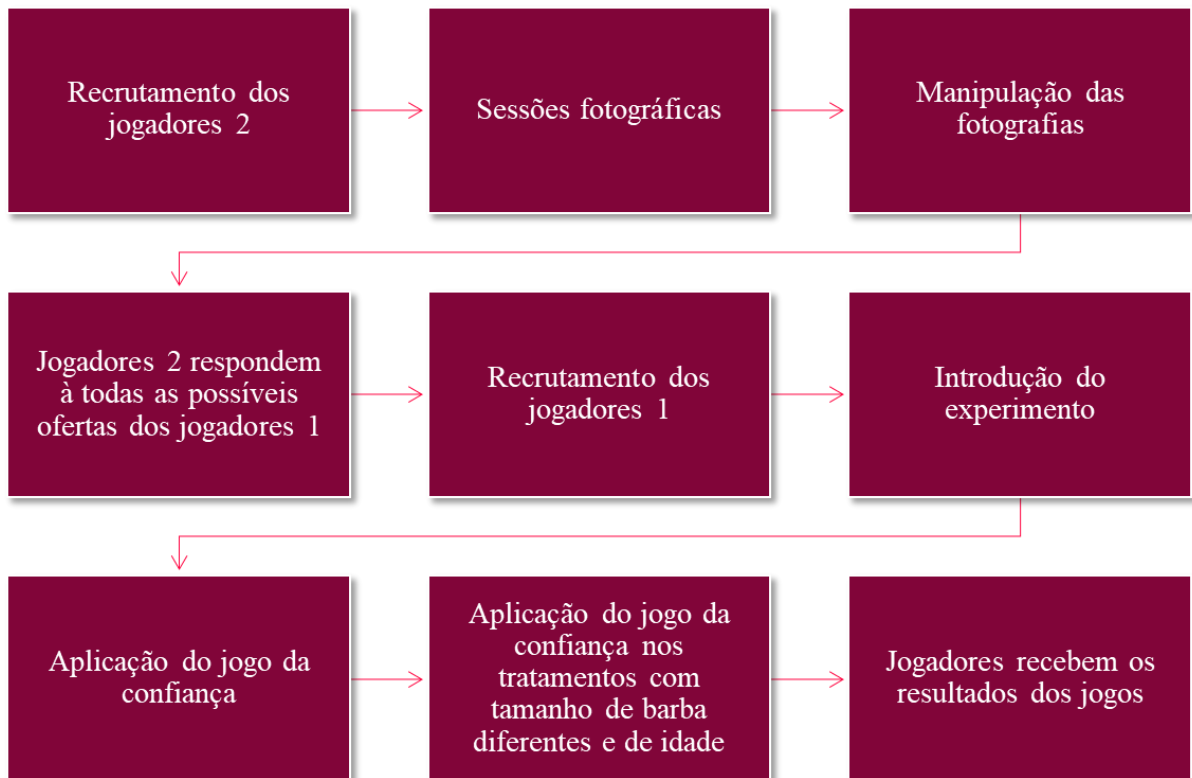 Recrutamento dos
jogadores 2
Sessões fotográficas
Manipulação das
fotografias
Jogadores 2 respondem
à todas as possíveis
ofertas dos jogadores 1
Recrutamento dos
jogadores 1
Introdução do
experimento
Aplicação do jogo da
confiança
Aplicação do jogo da
confiança nos
tratamentos com
tamanho de barba
diferentes e de idade
Jogadores recebem os
resultados dos jogos